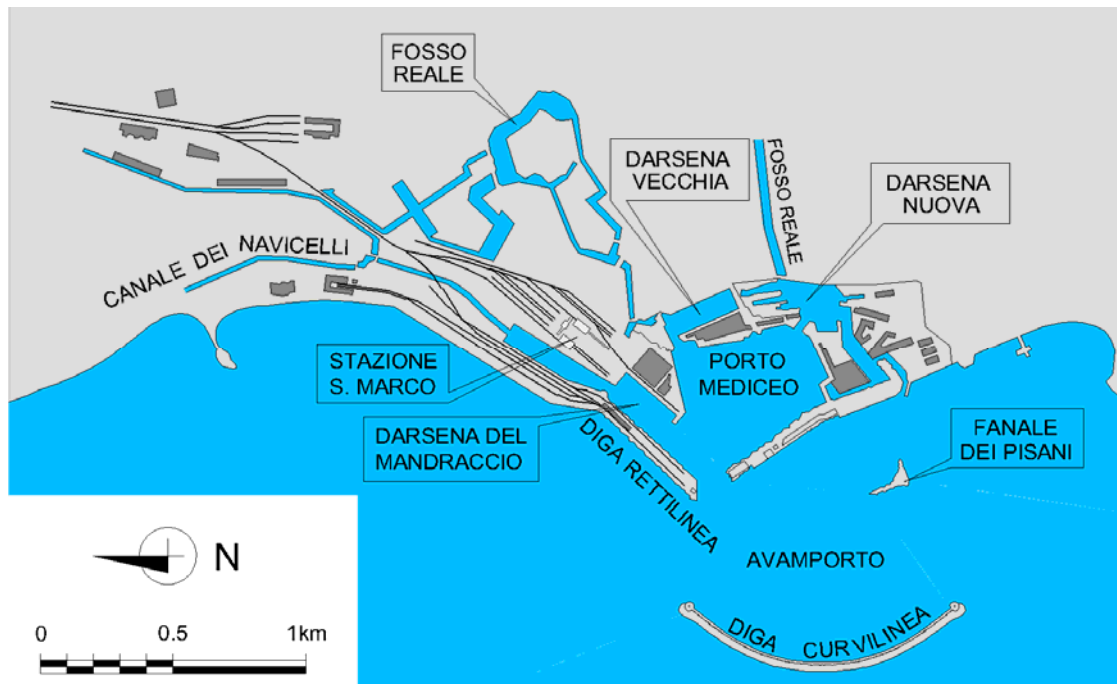 FOSSO
REALE
DARSENA
VECCHIA
FOSSO REALE
DARSENA
NUOVA
CANALE DEI NAVICELLI
STAZIONE
S. MARCO
PORTO
MEDICEO
DARSENA DEL
MANDRACCIO
DIGA RETTILINEA
FANALE
DEI PISANI
AVAMPORTO
DIGA CURVILINEA
N
0 0.5 1km